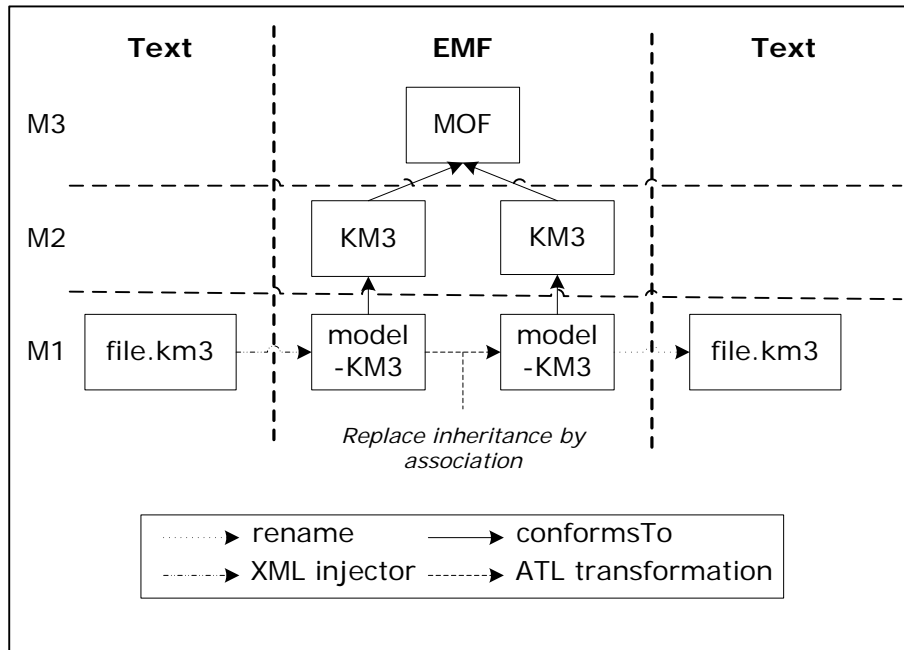 Text
EMF
Text
M3
MOF
M2
KM3
KM3
M1
file.km3
model
-KM3
model
-KM3
file.km3
Replace inheritance by
association
rename
conformsTo
XML injector
ATL transformation